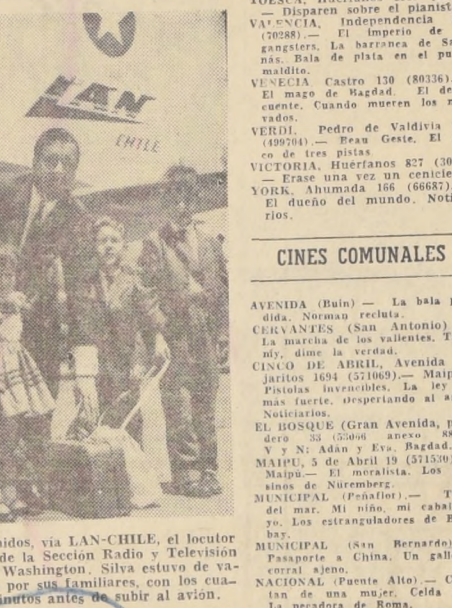 LAN
CHILE
uidos, vía LAN-CHILE, el locutor
de la Sección Radio y Televisión
Washington. Silva estuvo de va-
por sus familiares, con los cua-
inutos antes de subir al avión.
— Disparen sobre el pianist
VALENCIA, Independencia
(70288).— El imperio de
gangsters. La barranca de Sa
nás. Bala de plata en el pu
maldito.
VENECIA, Castro 130 (80336).
El mago de Bagdad. El de
cuente. Cuando mueren los
vados.
VERDI, Pedro de Valdivia
(499704) — Beau Geste. El
co de tres pistas
VICTORIA, Huérfanos 827 (30
— Erase una vez un cenicie
YORK, Ahumada 166 (66687)
El dueño del mundo. Noti
rios.
CINES COMUNALES
AVENIDA (Buin) — La bala
dida. Norman recluta.
CERVANTES (San Antonio)
La marcha de los valientes. T
my, dime la verdad.
CINCO DE ABRIL, Avenida
jaritos 1694 (571069).— Maip
Pistolas invencibles. La ley
más fuerte. Despertando al a
Noticiarios.
EL BOSQUE (Gran Avenida, p
dero 33 (53066 anexo 88
V y N: Adán y Eva. Bagdad.
MAIPU, 5 de Abril 19 (571530)
Maipú.— El moralista. Los
sinos de Nüremberg.
MUNICIPAL (Peñaflor).— T
del mar. Mi niño, mi cabal
yo. Los estranguladores de B
bay.
MUNICIPAL (San Bernardo)
Pasaporte a China. Un gall
corral ajeno.
NACIONAL (Puente Alto).— C
tan de una mujer. Celda
La pecadora de Roma.